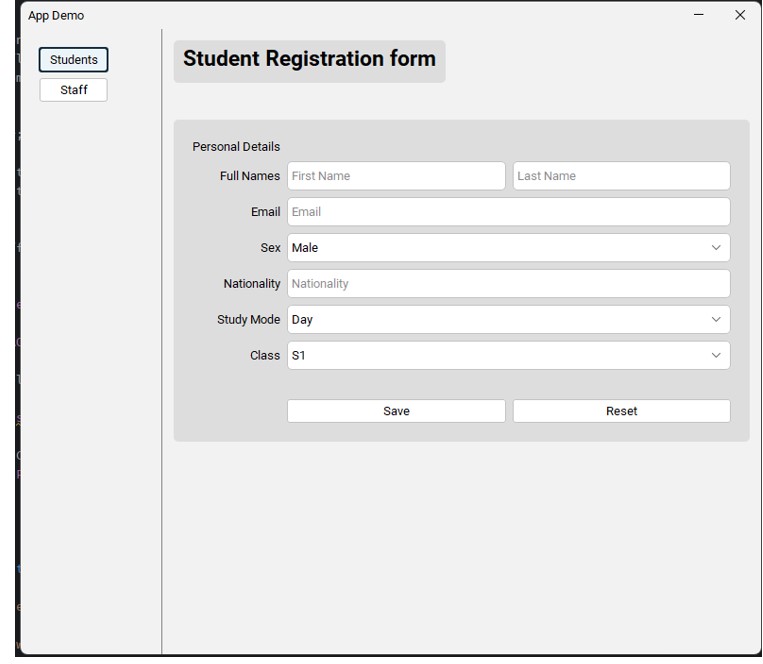 App Demo
Students
Staff
Student Registration form
Personal Details
Full Names First Name Last Name
Email Email
Sex Male
Nationality Nationality
Study Mode Day
Class S1
Save Reset